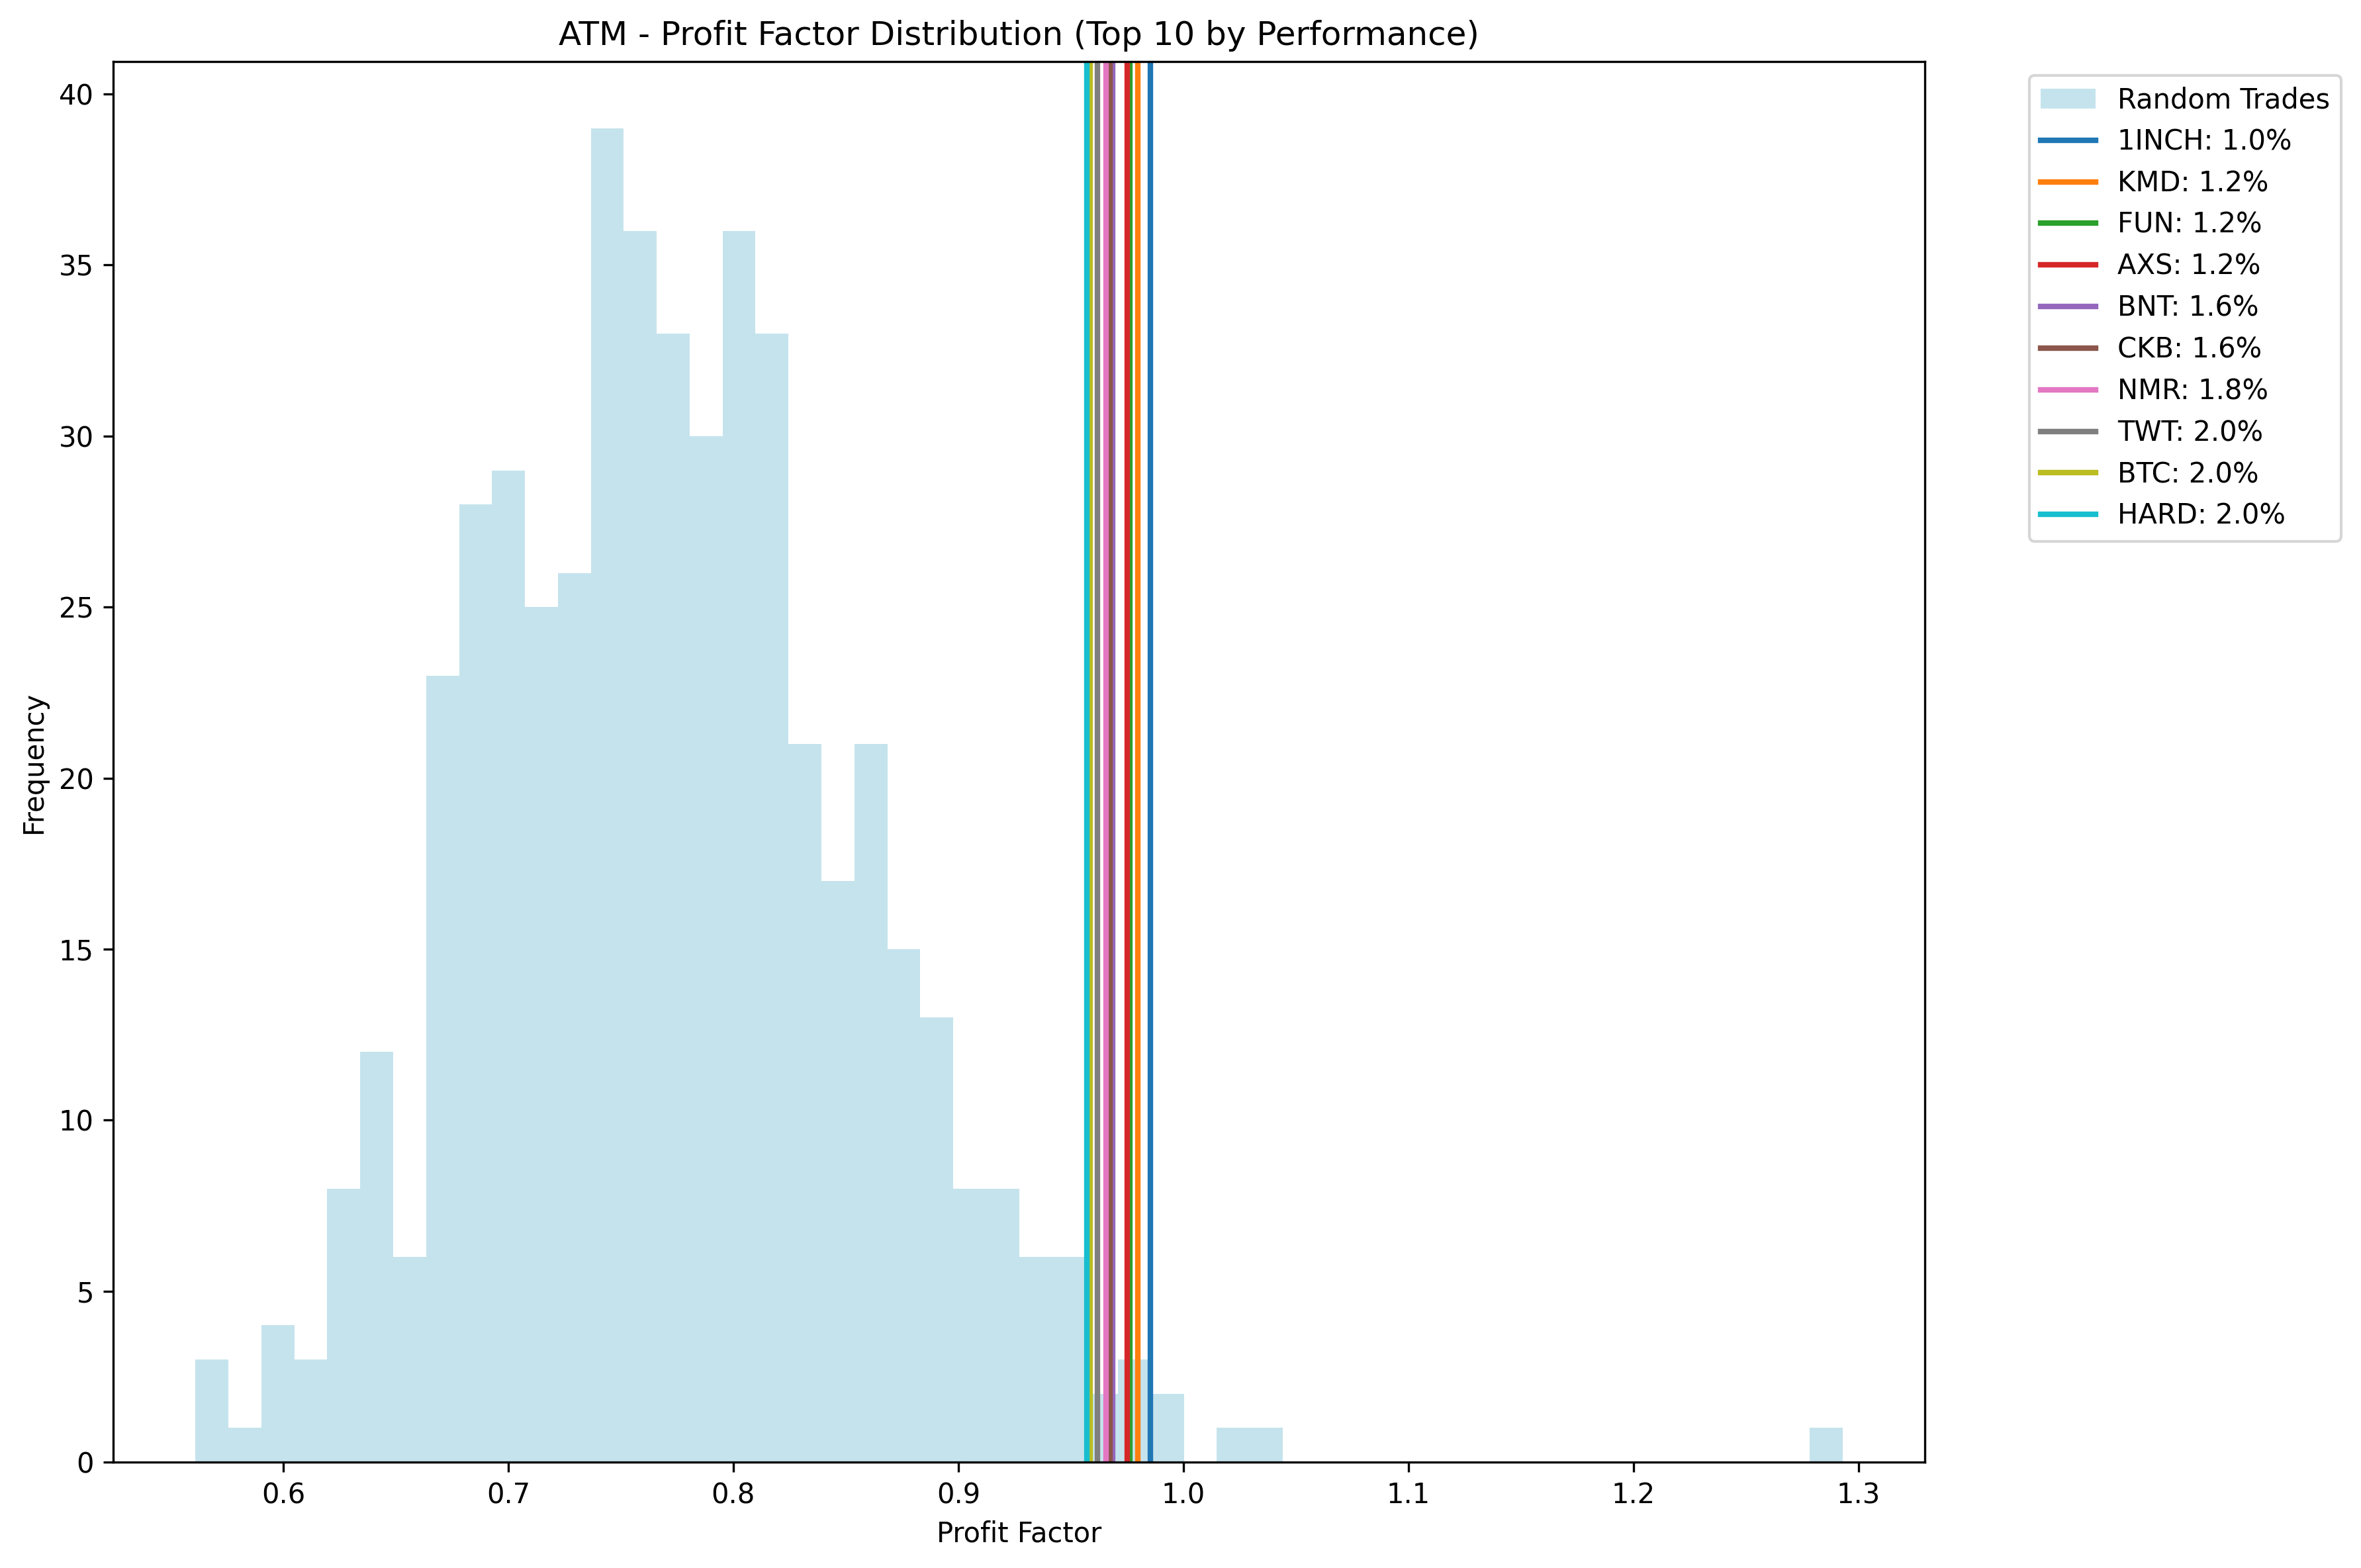 ATM - Profit Factor Distribution (Top 10 by Performance)
Random Trades
1INCH: 1.0%
KMD: 1.2%
FUN: 1.2%
AXS: 1.2%
BNT: 1.6%
CKB: 1.6%
NMR: 1.8%
TWT: 2.0%
BTC: 2.0%
HARD: 2.0%
Frequency
40
35
30
25
20
15
10
5
0
0.6 0.7 0.8 0.9 1.0 1.1 1.2 1.3
Profit Factor